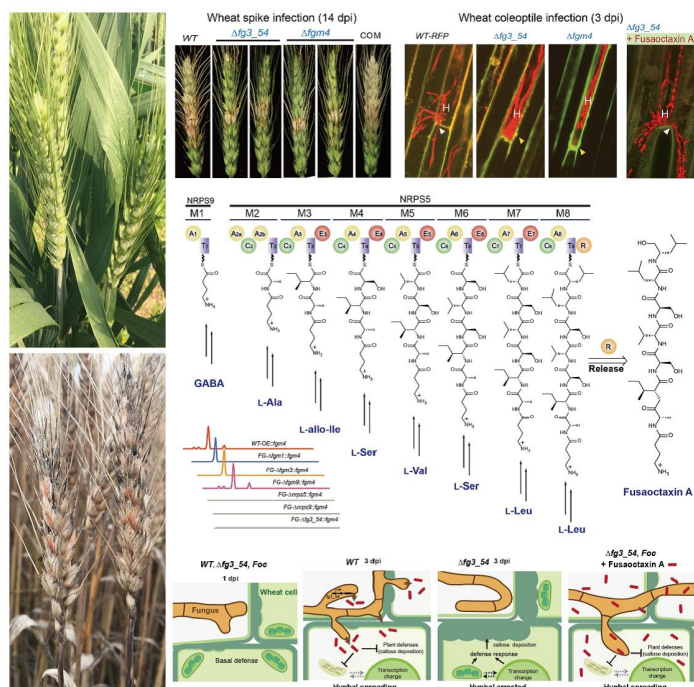 Wheat spike infection (14 dpi)
Wheat coleoptile infection (3 dpi)
WT
Δfg3_54
Δfgm4
COM
WT-RFP
Δfg3_54
Δfgm4
Δfg3_54
+ Fusaoctaxin A
H
H
H
H
NRPS9
NRPS5
M1
M2
M3
M4
M5
M6
M7
M8
A1
T1
A2a
A2b
C2
T2
C3
A3
T3
E3
C4
A4
T4
E4
C5
A5
T5
E5
C6
A6
T6
E6
C7
A7
T7
E7
C8
A8
T8
R
R
Release
GABA
L-Ala
L-allo-Ile
L-Ser
L-Val
L-Ser
L-Leu
L-Leu
Fusaoctaxin A
WT-OE::fgm4
FG-Δfgm1::fgm4
FG-Δfgm3::fgm4
FG-Δfgm9::fgm4
FG-Δnrps5::fgm4
FG-Δnrps9::fgm4
FG-Δfg3_54::fgm4
WT, Δfg3_54, Foc
1 dpi
Fungus
Wheat cell
Basal defense
WT 3 dpi
Plant defenses
(callose deposition)
Transcription
change
Hyphal spreading
Δfg3_54 3 dpi
callose deposition
defense response
Transcription
change
Hyphal arrested
Δfg3_54, Foc
+ Fusaoctaxin A
Plant defenses
(callose deposition)
Transcription
change
Hyphal spreading